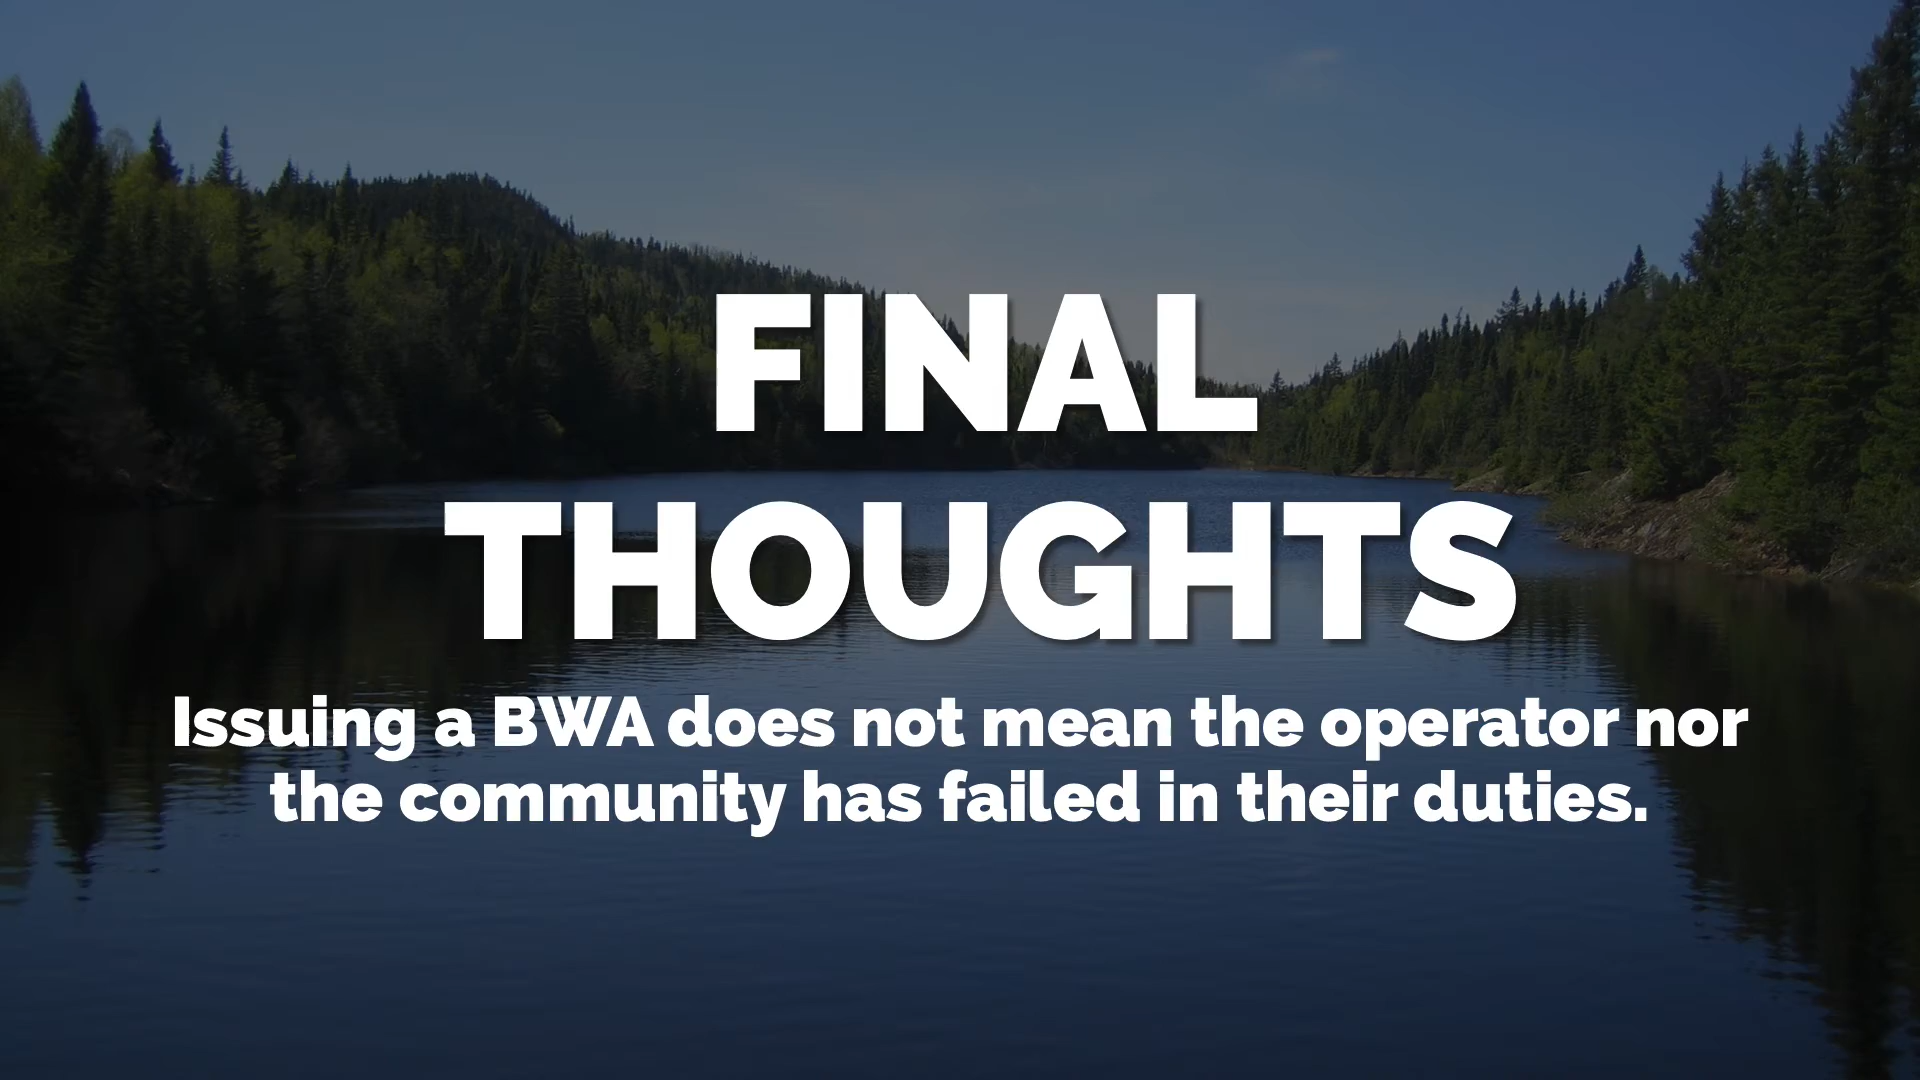 FINAL
THOUGHTS
Issuing a BWA does not mean the operator nor
the community has failed in their duties.